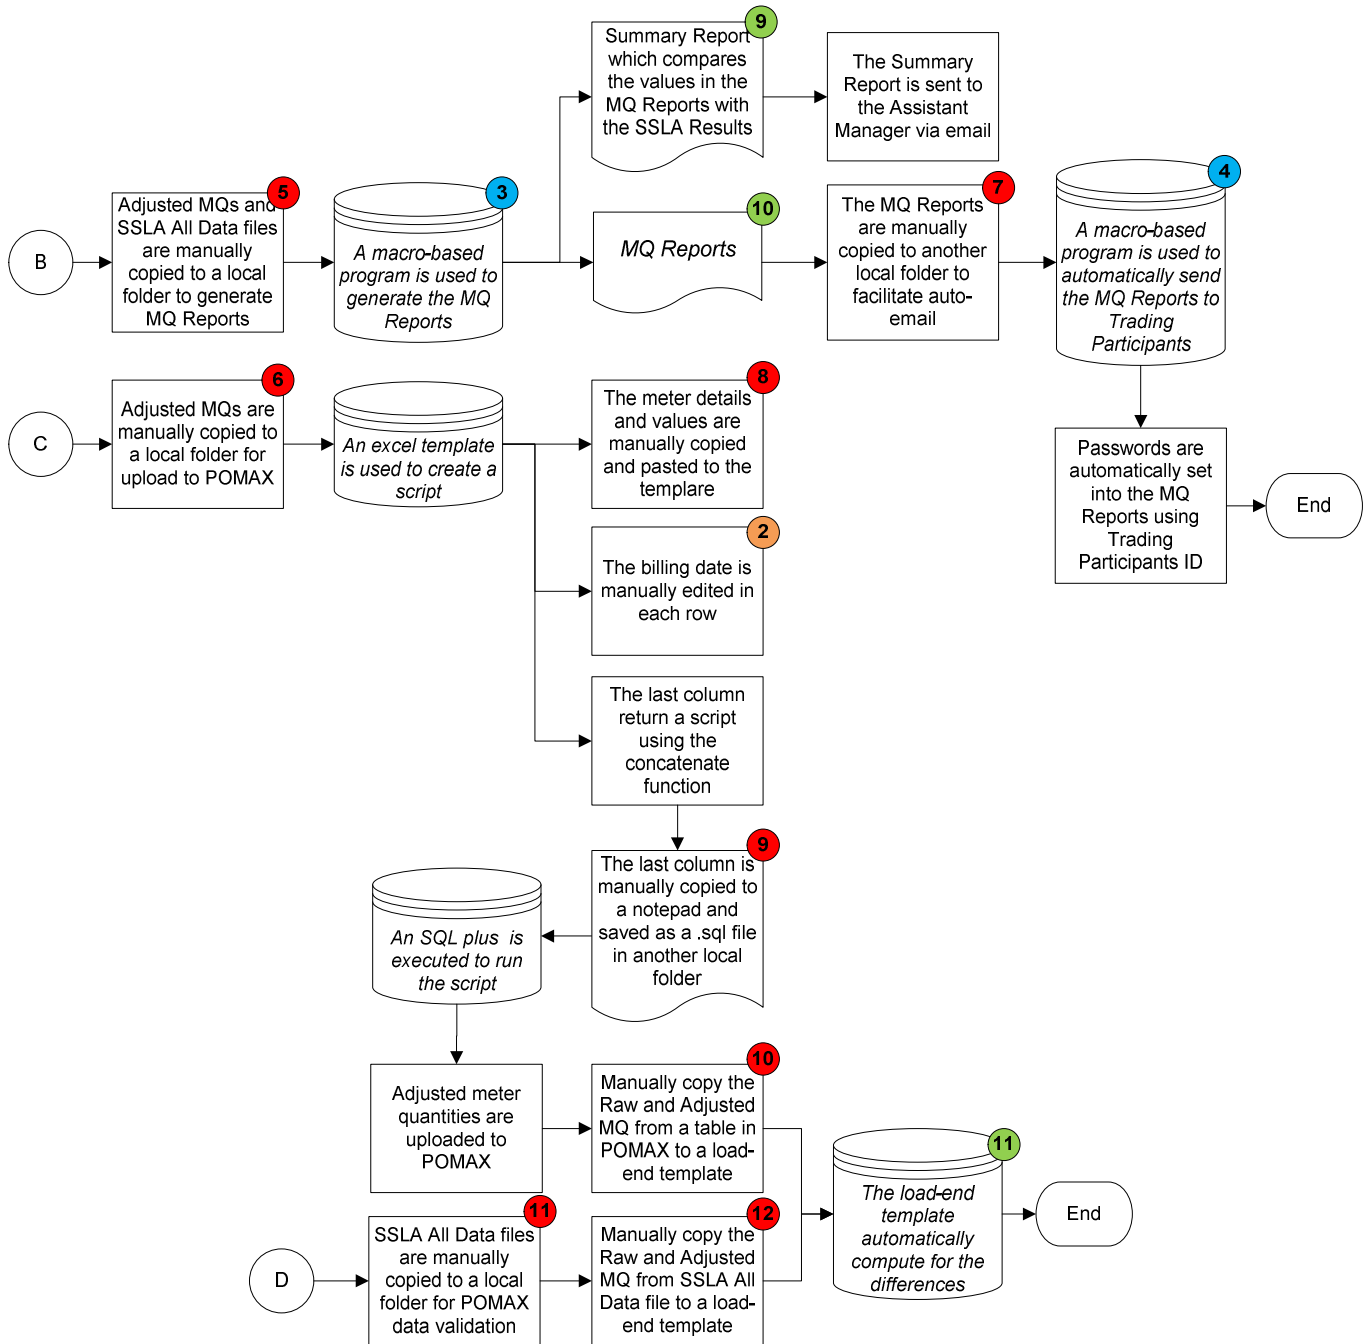 9
Summary Report
which compares
the values in the
MQ Reports with
the SSLA Results
The Summary
Report is sent to
the Assistant
Manager via email
B
5
Adjusted MQs and
SSLA All Data files
are manually
copied to a local
folder to generate
MQ Reports
3
A macro-based
program is used to
generate the MQ
Reports
10
MQ Reports
7
The MQ Reports
are manually
copied to another
local folder to
facilitate auto-
email
4
A macro-based
program is used to
automatically send
the MQ Reports to
Trading
Participants
Passwords are
automatically set
into the MQ
Reports using
Trading
Participants ID
End
C
6
Adjusted MQs are
manually copied to
a local folder for
upload to POMAX
An excel template
is used to create a
script
8
The meter details
and values are
manually copied
and pasted to the
templare
2
The billing date is
manually edited in
each row
The last column
return a script
using the
concatenate
function
9
The last column is
manually copied to
a notepad and
saved as a .sql file
in another local
folder
An SQL plus is
executed to run
the script
Adjusted meter
quantities are
uploaded to
POMAX
10
Manually copy the
Raw and Adjusted
MQ from a table in
POMAX to a load-
end template
D
11
SSLA All Data files
are manually
copied to a local
folder for POMAX
data validation
12
Manually copy the
Raw and Adjusted
MQ from SSLA All
Data file to a load-
end template
11
The load-end
template
automatically
compute for the
differences
End